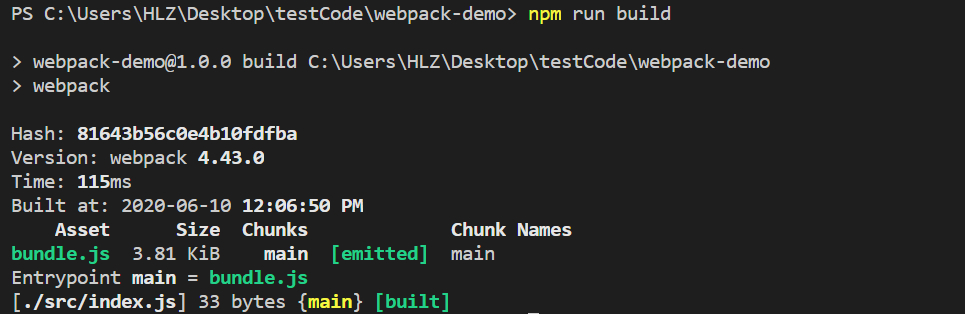 PS C:\Users\HLZ\Desktop\testCode\webpack-demo> npm run build
> webpack-demo@1.0.0 build C:\Users\HLZ\Desktop\testCode\webpack-demo
> webpack
Hash: 81643b56c0e4b10fdfba
Version: webpack 4.43.0
Time: 115ms
Built at: 2020-06-10 12:06:50 PM
Asset Size Chunks Chunk Names
bundle.js 3.81 KiB main [emitted] main
Entrypoint main = bundle.js
[./src/index.js] 33 bytes {main} [built]